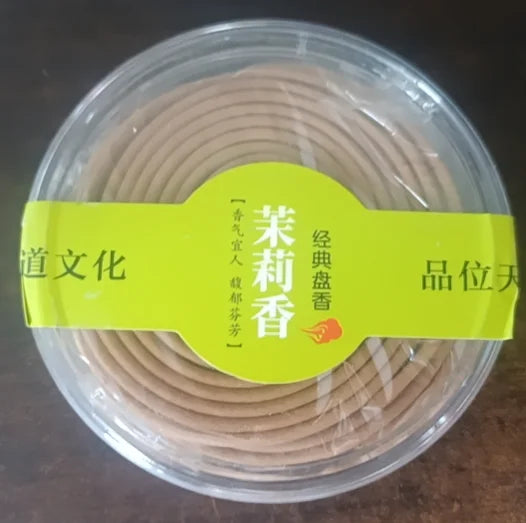 经典盘香
茉莉香
【香气宜人 馥郁芬芳】
道文化
品位天